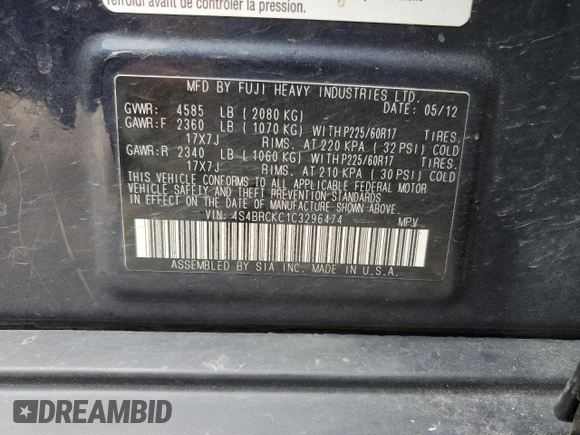 refroidi avant de contrôler la pression.
MFD BY FUJI HEAVY INDUSTRIES LTD.
GVWR: 4585 LB (2080 KG) DATE: 05/12
GAWR:F 2360 LB (1070 KG) WITH P225/60R17 TIRES,
17X7J RIMS, AT 220 KPA (32 PSI) COLD
GAWR:R 2340 LB (1060 KG) WITH P225/60R17 TIRES,
17X7J RIMS, AT 210 KPA (30 PSI) COLD
THIS VEHICLE CONFORMS TO ALL APPLICABLE FEDERAL MOTOR
VEHICLE SAFETY AND THEFT PREVENTION STANDARDS
IN EFFECT ON THE DATE OF MANUFACTURE SHOWN ABOVE.
VIN: 4S4BRCKC1C3296474 MPV
ASSEMBLED BY SIA INC. MADE IN U.S.A.
DREAMBID